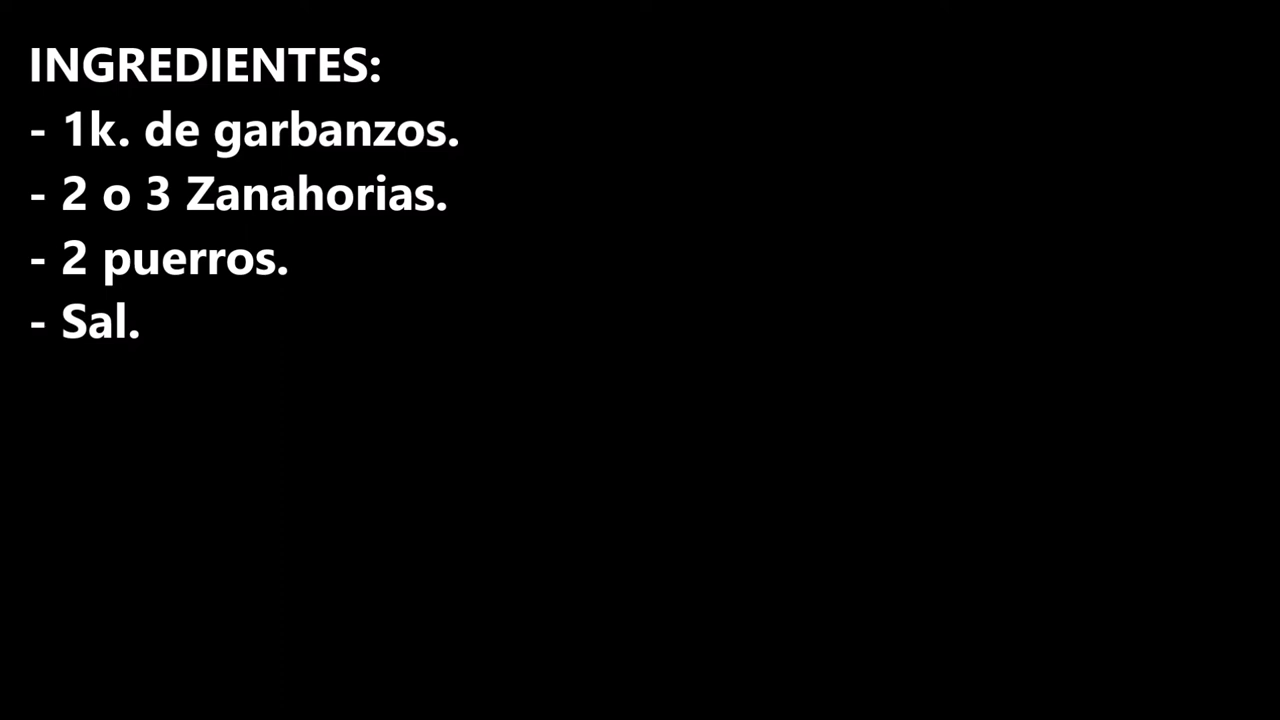 INGREDIENTES:
- 1k. de garbanzos.
- 2 o 3 Zanahorias.
- 2 puerros.
- Sal.